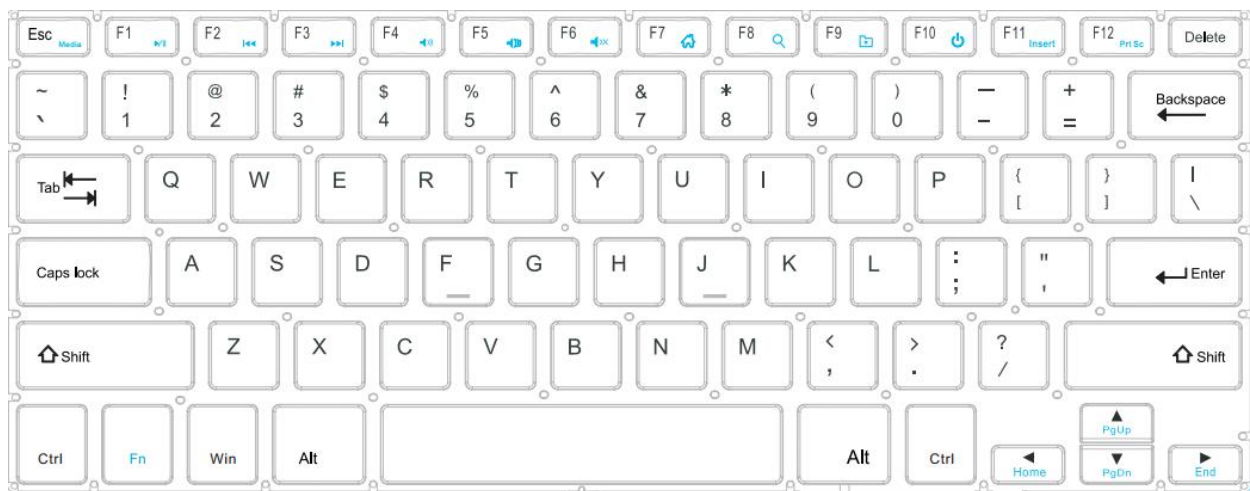 Esc Media F1 F2 F3 F4 F5 F6 F7 F8 F9 F10 F11 Insert F12 Prt Sc Delete
~ ! @ # $ % ^ & * ( ) — + Backspace
` 1 2 3 4 5 6 7 8 9 0 - =
Tab Q W E R T Y U I O P { } |
[ ] \
Caps lock A S D F G H J K L : " Enter
; '
Shift Z X C V B N M < > ? Shift
, . /
PgUp
Ctrl Fn Win Alt Alt Ctrl Home PgDn End